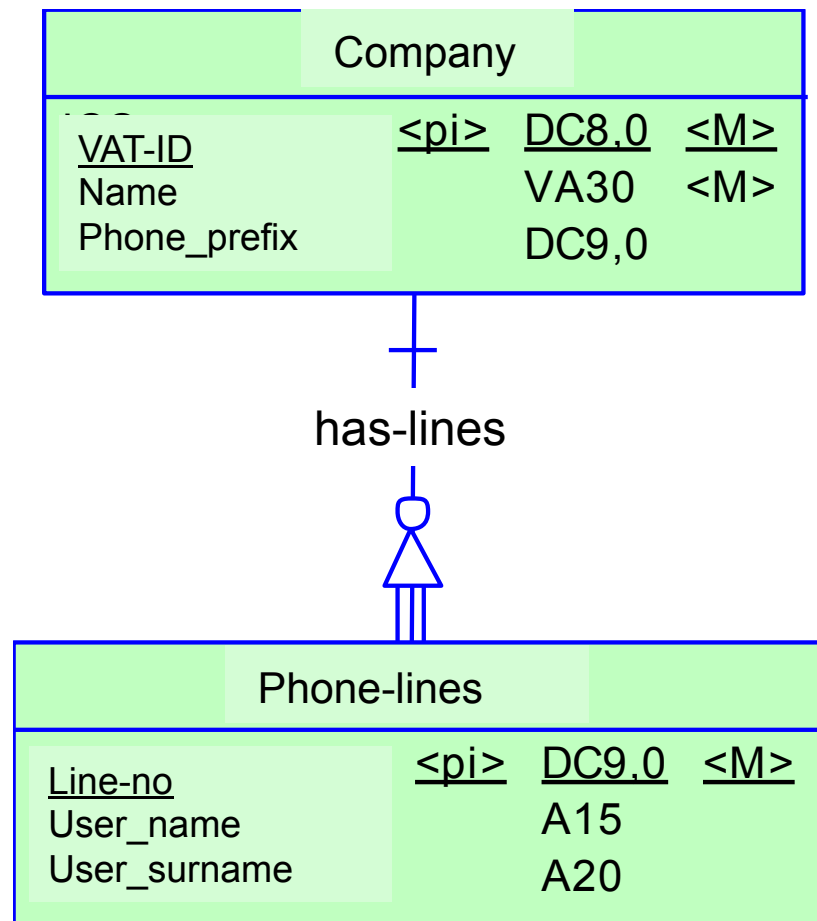 Company
VAT-ID <pi> DC8,0 <M>
Name VA30 <M>
Phone_prefix DC9,0
has-lines
Phone-lines
Line-no <pi> DC9,0 <M>
User_name A15
User_surname A20